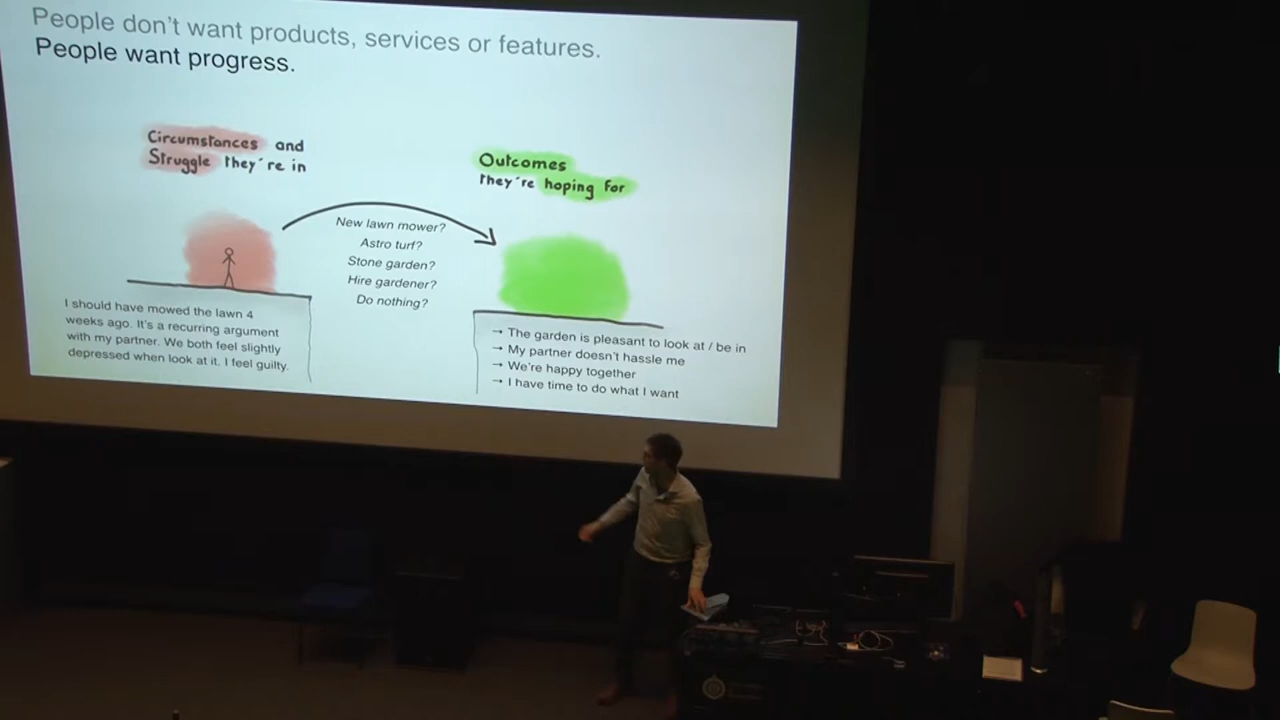 People don't want products, services or features.
People want progress.
Circumstances and
Struggle they're in
Outcomes
they're hoping for
New lawn mower?
Astro turf?
Stone garden?
Hire gardener?
Do nothing?
I should have mowed the lawn 4
weeks ago. It's a recurring argument
with my partner. We both feel slightly
depressed when look at it. I feel guilty.
→ The garden is pleasant to look at / be in
→ My partner doesn't hassle me
→ We're happy together
→ I have time to do what I want